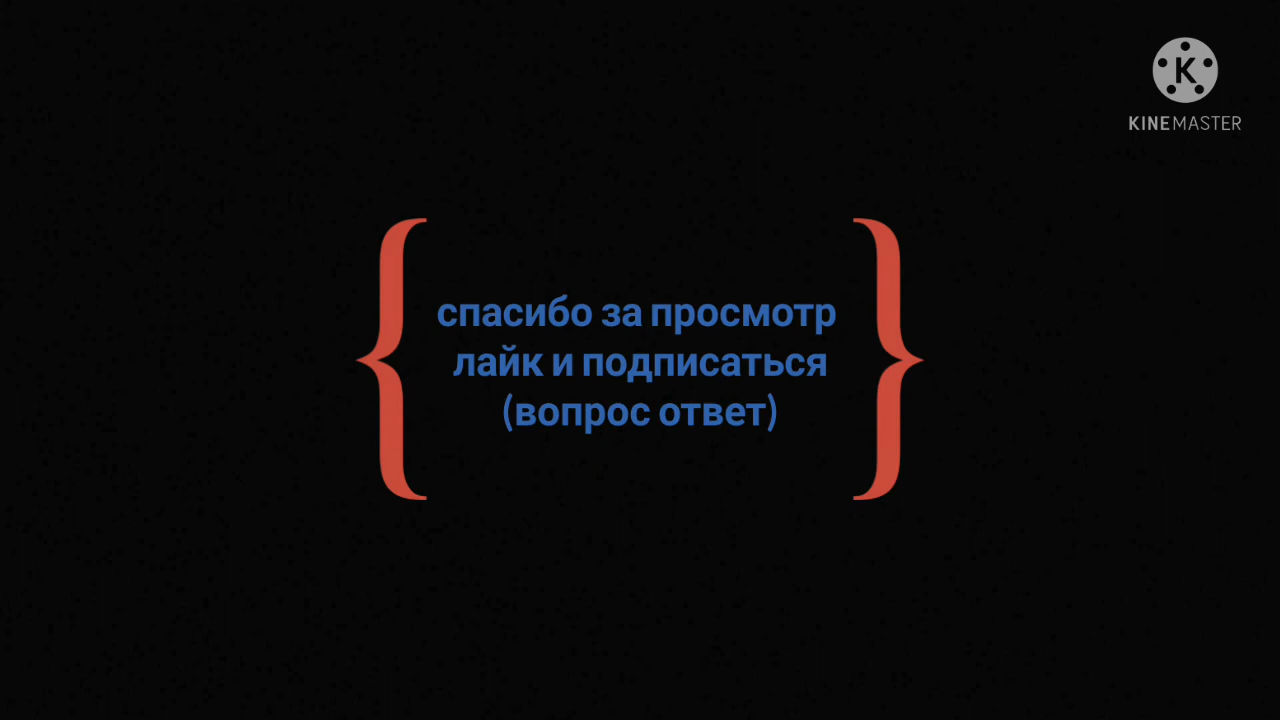 KINEMASTER
спасибо за просмотр
лайк и подписаться
(вопрос ответ)